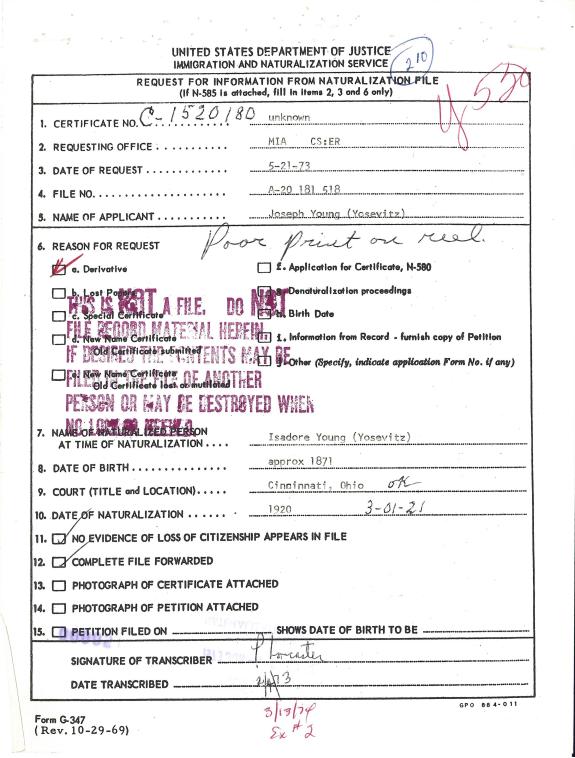 210
UNITED STATES DEPARTMENT OF JUSTICE
IMMIGRATION AND NATURALIZATION SERVICE
REQUEST FOR INFORMATION FROM NATURALIZATION FILE
(If N-585 is attached, fill in items 2, 3 and 6 only)
1. CERTIFICATE NO. C-1520180 unknown
2. REQUESTING OFFICE ........... MIA CS:ER
3. DATE OF REQUEST ............ 5-21-73
4. FILE NO. .................... A-20 181 518
5. NAME OF APPLICANT .......... Joseph Young (Yosevitz)
6. REASON FOR REQUEST Poor print on reel.
a. Derivative
f. Application for Certificate, N-580
b. Lost Papers
g. Denaturalization proceedings
c. Special Certificate
h. Birth Date
d. New Name Certificate
Old Certificate submitted
i. Information from Record - furnish copy of Petition
j. Other (Specify, indicate application Form No. if any)
e. New Name Certificate
Old Certificate lost or mutilated
THIS IS NOT A FILE. DO NOT
FILE RECORD MATERIAL HEREIN.
IF DESIRED THE CONTENTS MAY BE
FILED IN THE FILE OF ANOTHER
PERSON OR MAY BE DESTROYED WHEN
NO LONGER NEEDED
7. NAME OF NATURALIZED PERSON
AT TIME OF NATURALIZATION .... Isadore Young (Yosevitz)
8. DATE OF BIRTH ............... approx 1871
9. COURT (TITLE and LOCATION)..... Cincinnati, Ohio OK
10. DATE OF NATURALIZATION ...... 1920 3-01-21
11. NO EVIDENCE OF LOSS OF CITIZENSHIP APPEARS IN FILE
12. COMPLETE FILE FORWARDED
13. PHOTOGRAPH OF CERTIFICATE ATTACHED
14. PHOTOGRAPH OF PETITION ATTACHED
15. PETITION FILED ON SHOWS DATE OF BIRTH TO BE
SIGNATURE OF TRANSCRIBER
DATE TRANSCRIBED
GPO 884-011
Form G-347
(Rev. 10-29-69)
3/13/74
Ex # 2